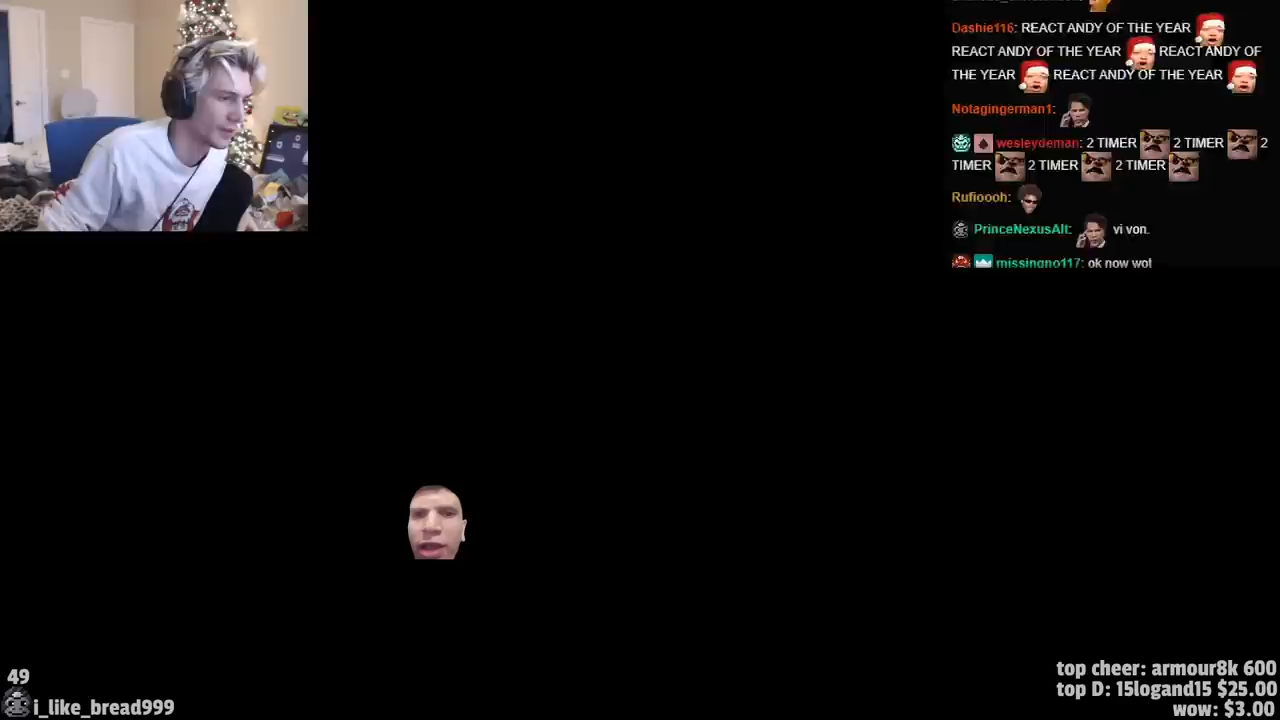 Dashie116: REACT ANDY OF THE YEAR
REACT ANDY OF THE YEAR REACT ANDY OF
THE YEAR REACT ANDY OF THE YEAR
Notagingerman1:
wesleydeman: 2 TIMER 2 TIMER 2
TIMER 2 TIMER 2 TIMER
Rufioooh:
PrinceNexusAlt: vi von.
missingno117: ok now wot
49
i_like_bread999
top cheer: armour8k 600
top D: 15logand15 $25.00
wow: $3.00